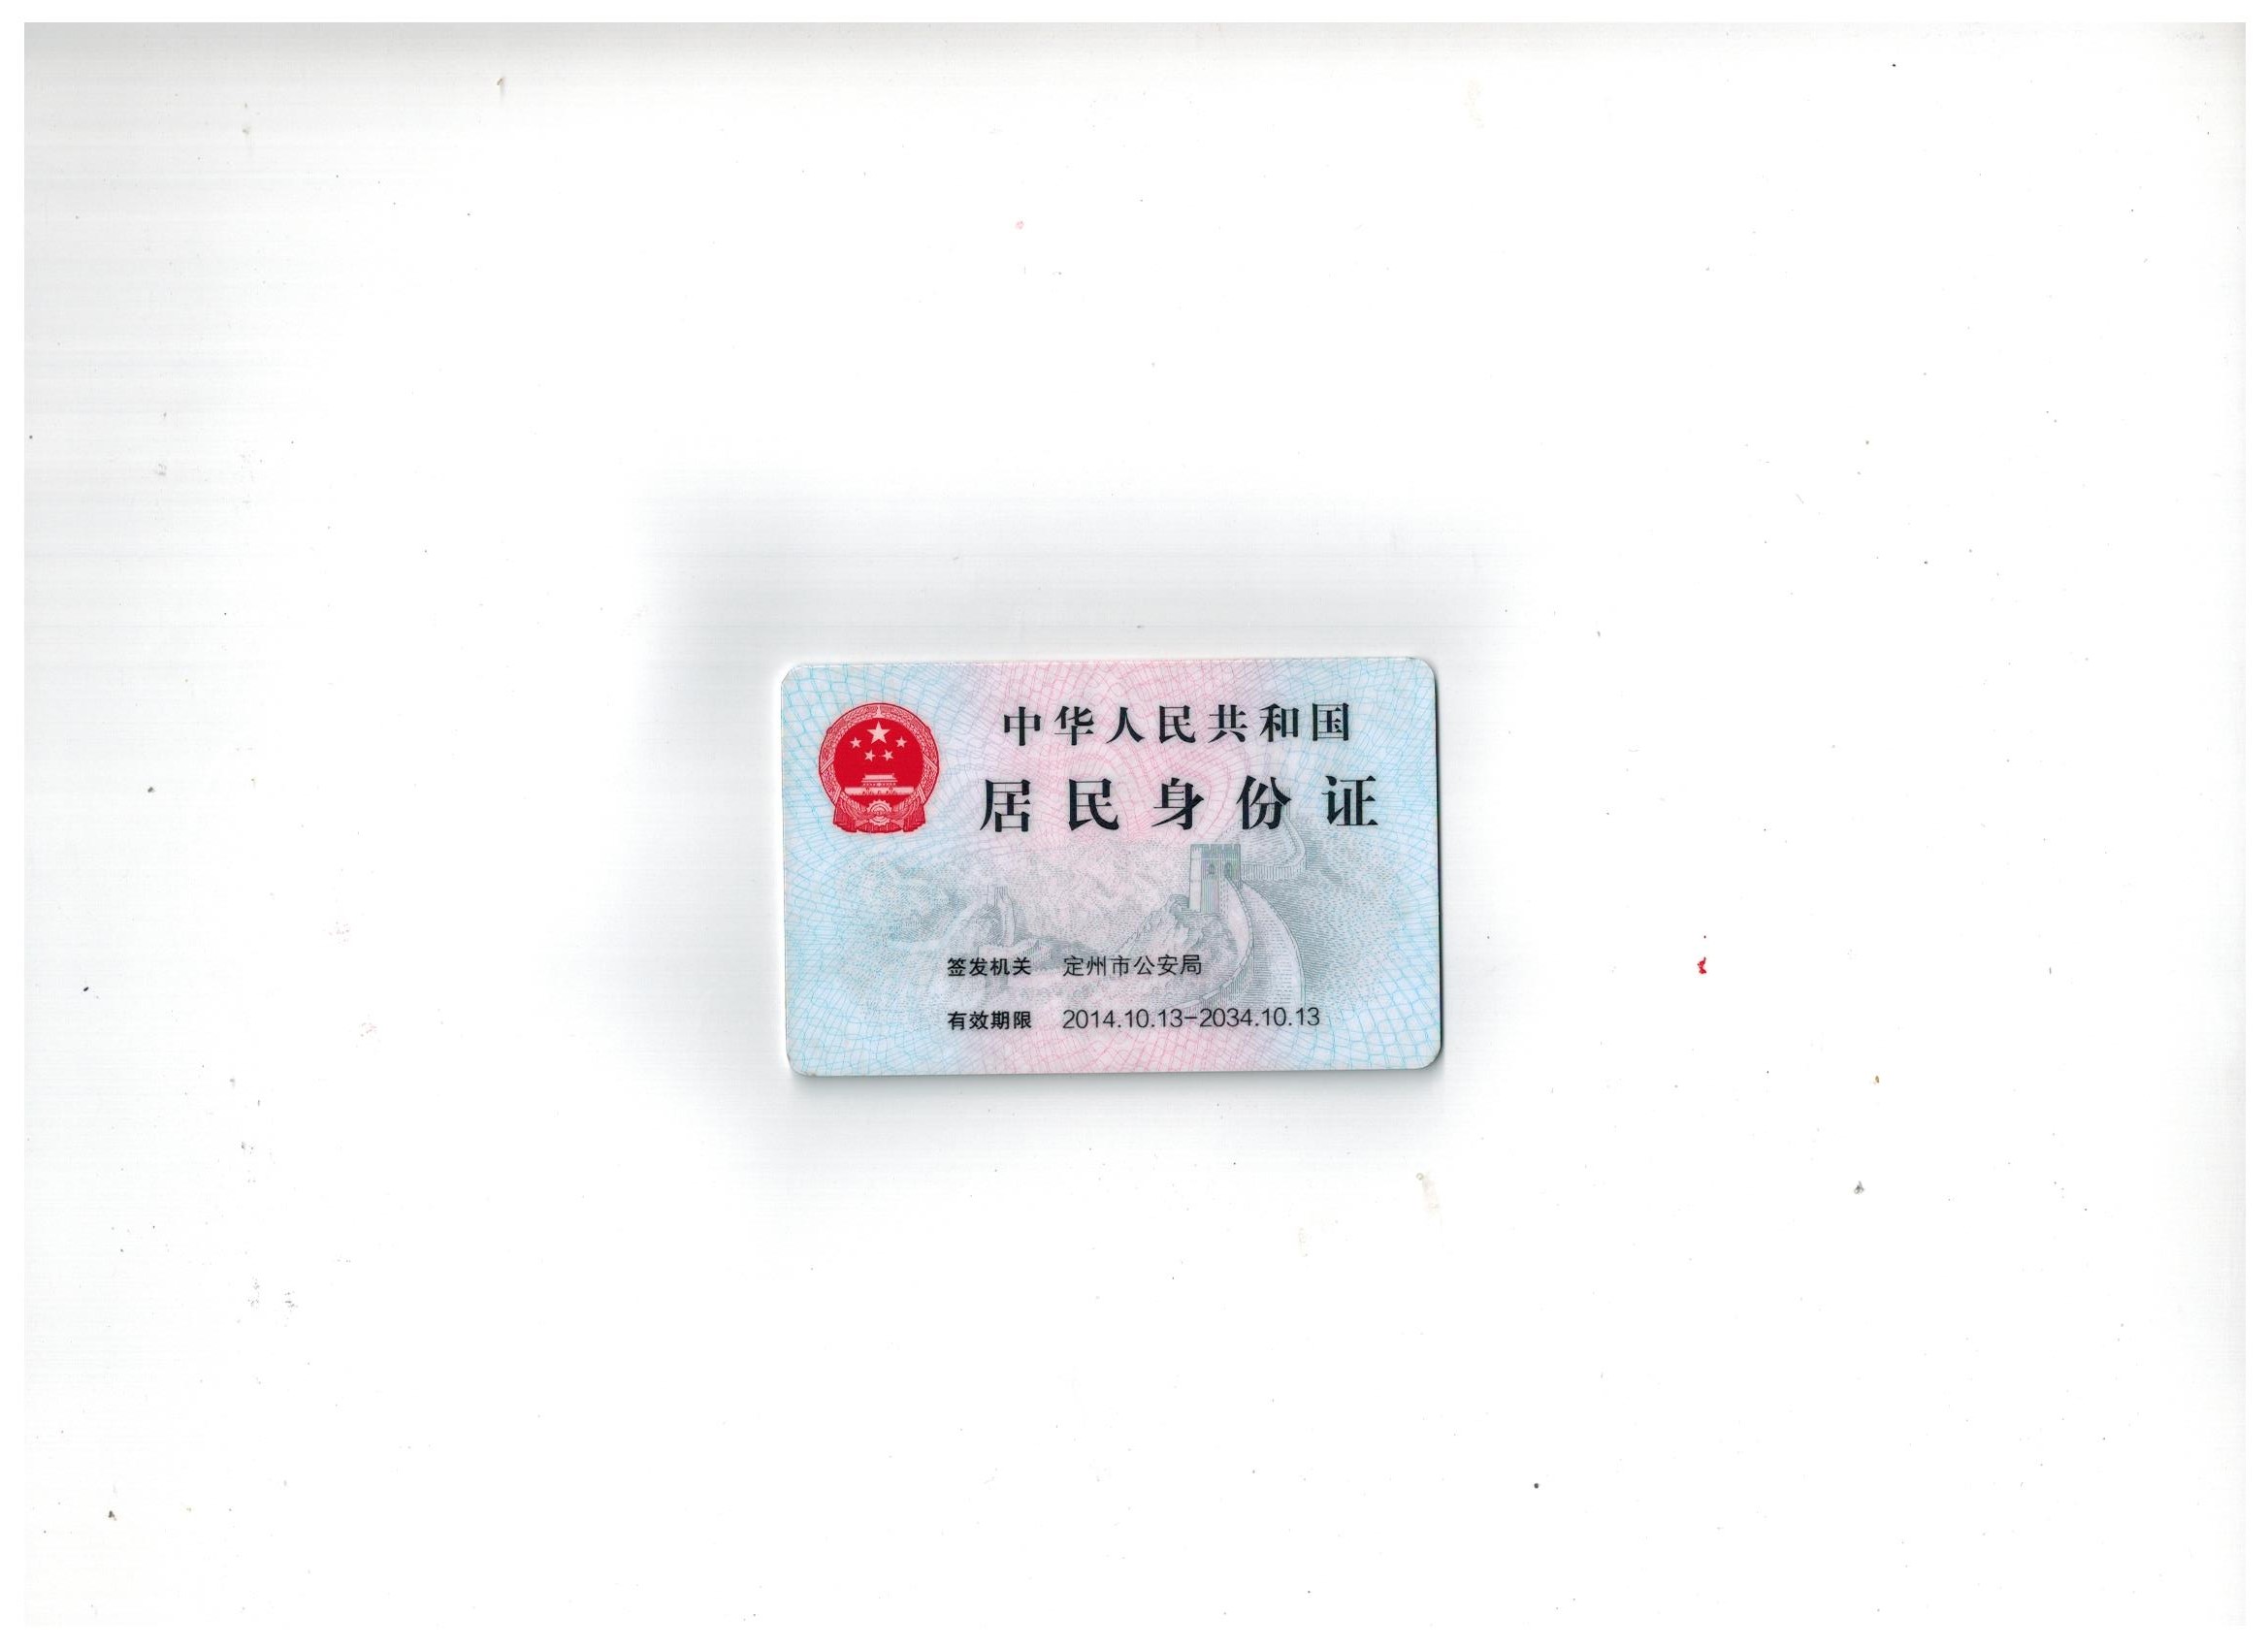 中华人民共和国
居民身份证
签发机关 定州市公安局
有效期限 2014.10.13-2034.10.13